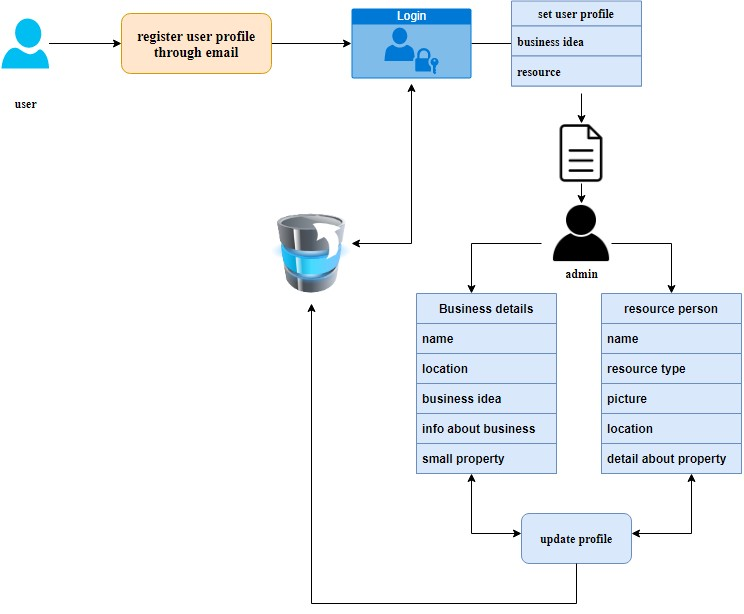 user
register user profile
through email
Login
set user profile
business idea
resource
admin
Business details
name
location
business idea
info about business
small property
resource person
name
resource type
picture
location
detail about property
update profile